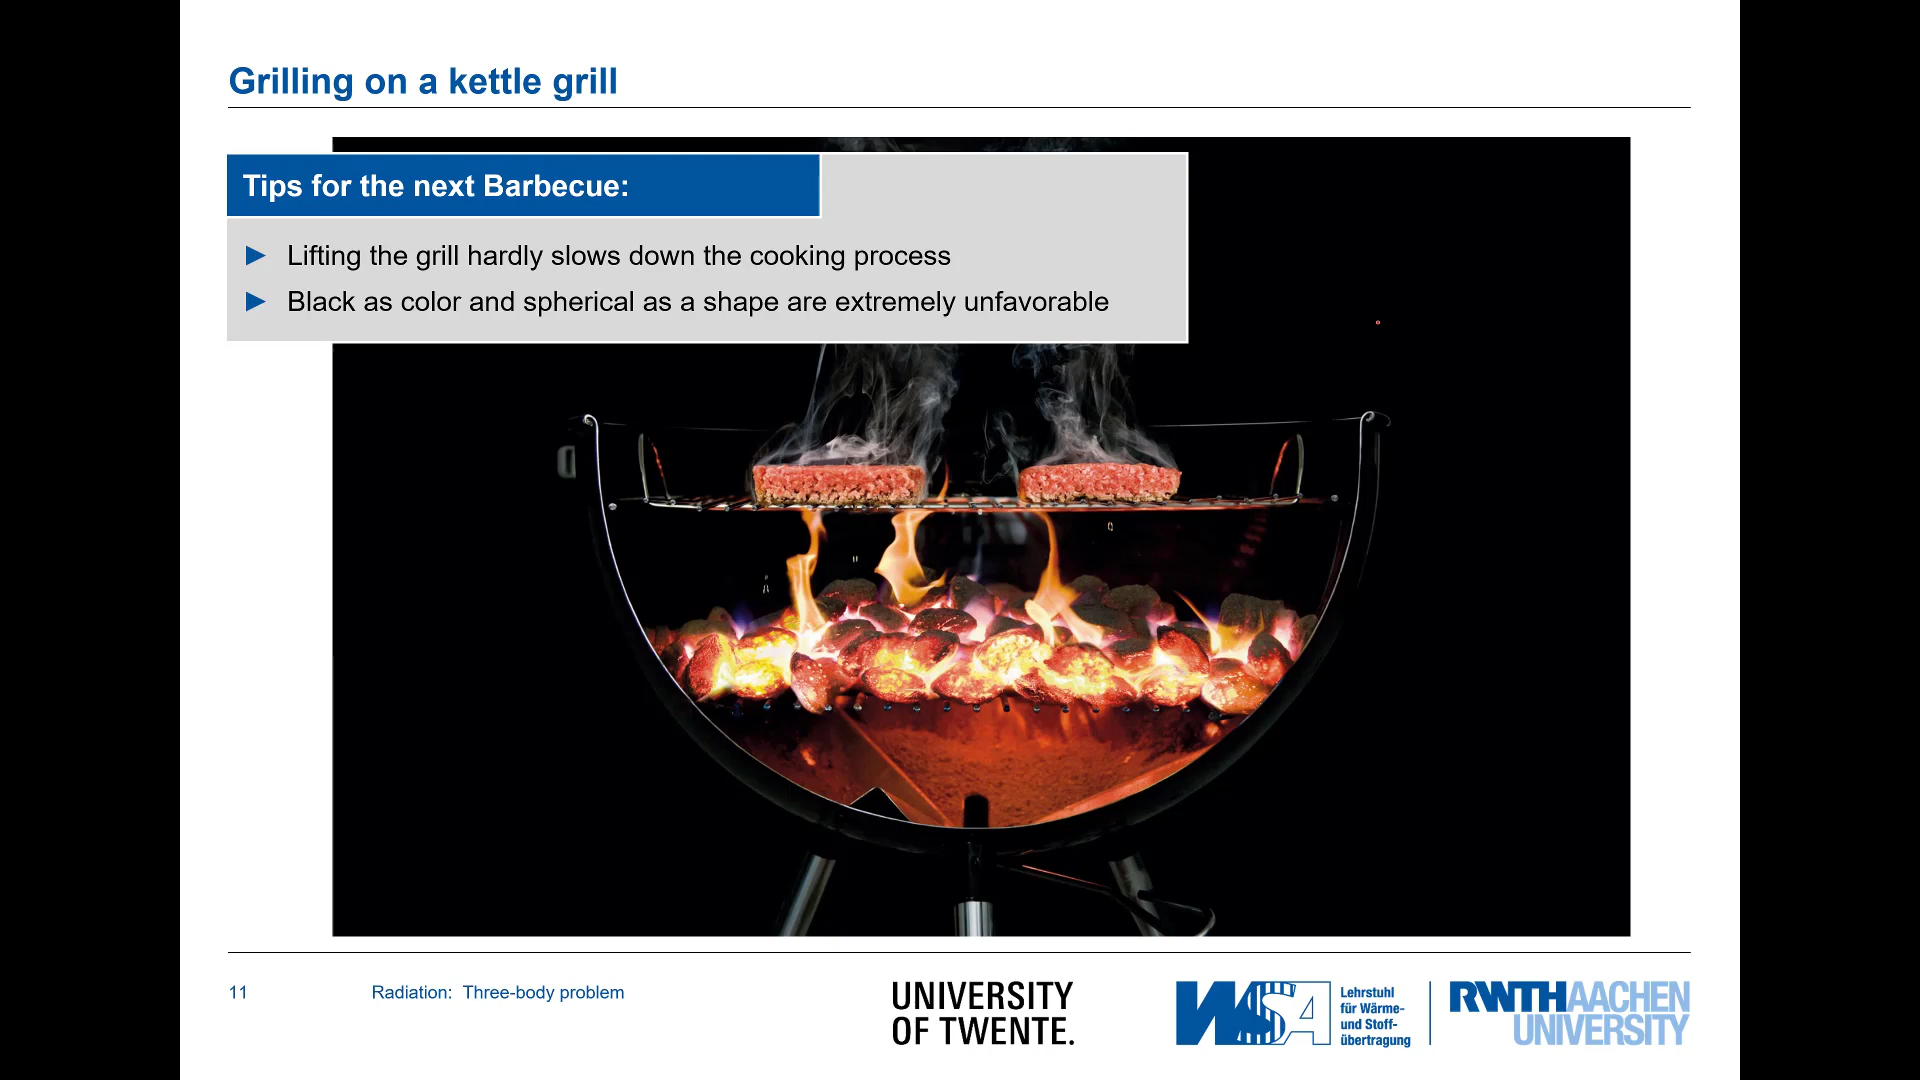 Grilling on a kettle grill
Tips for the next Barbecue:
Lifting the grill hardly slows down the cooking process
Black as color and spherical as a shape are extremely unfavorable
11
Radiation: Three-body problem
UNIVERSITY
OF TWENTE.
WSA
Lehrstuhl
für Wärme-
und Stoff-
übertragung
RWTHAACHEN
UNIVERSITY